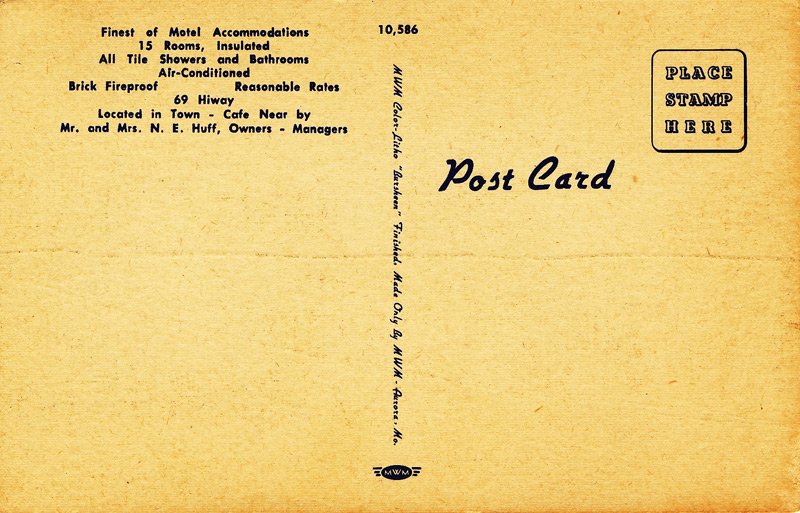 Finest of Motel Accommodations
15 Rooms, Insulated
All Tile Showers and Bathrooms
Air-Conditioned
Brick Fireproof Reasonable Rates
69 Hiway
Located in Town - Cafe Near by
Mr. and Mrs. N. E. Huff, Owners - Managers
10,586
MWM Color-Litho "Bursheen" Finished. Made Only By MWM - Aurora, Mo.
MWM
Post Card
PLACE
STAMP
HERE